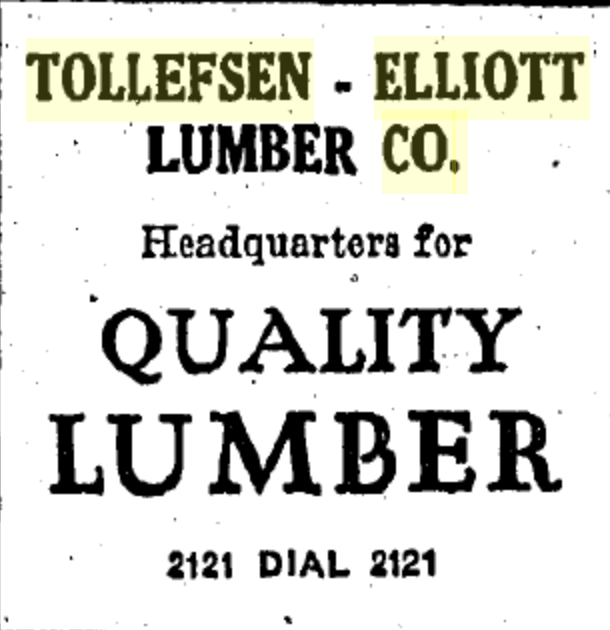 TOLLEFSEN - ELLIOTT
LUMBER CO.
Headquarters for
QUALITY
LUMBER
2121 DIAL 2121